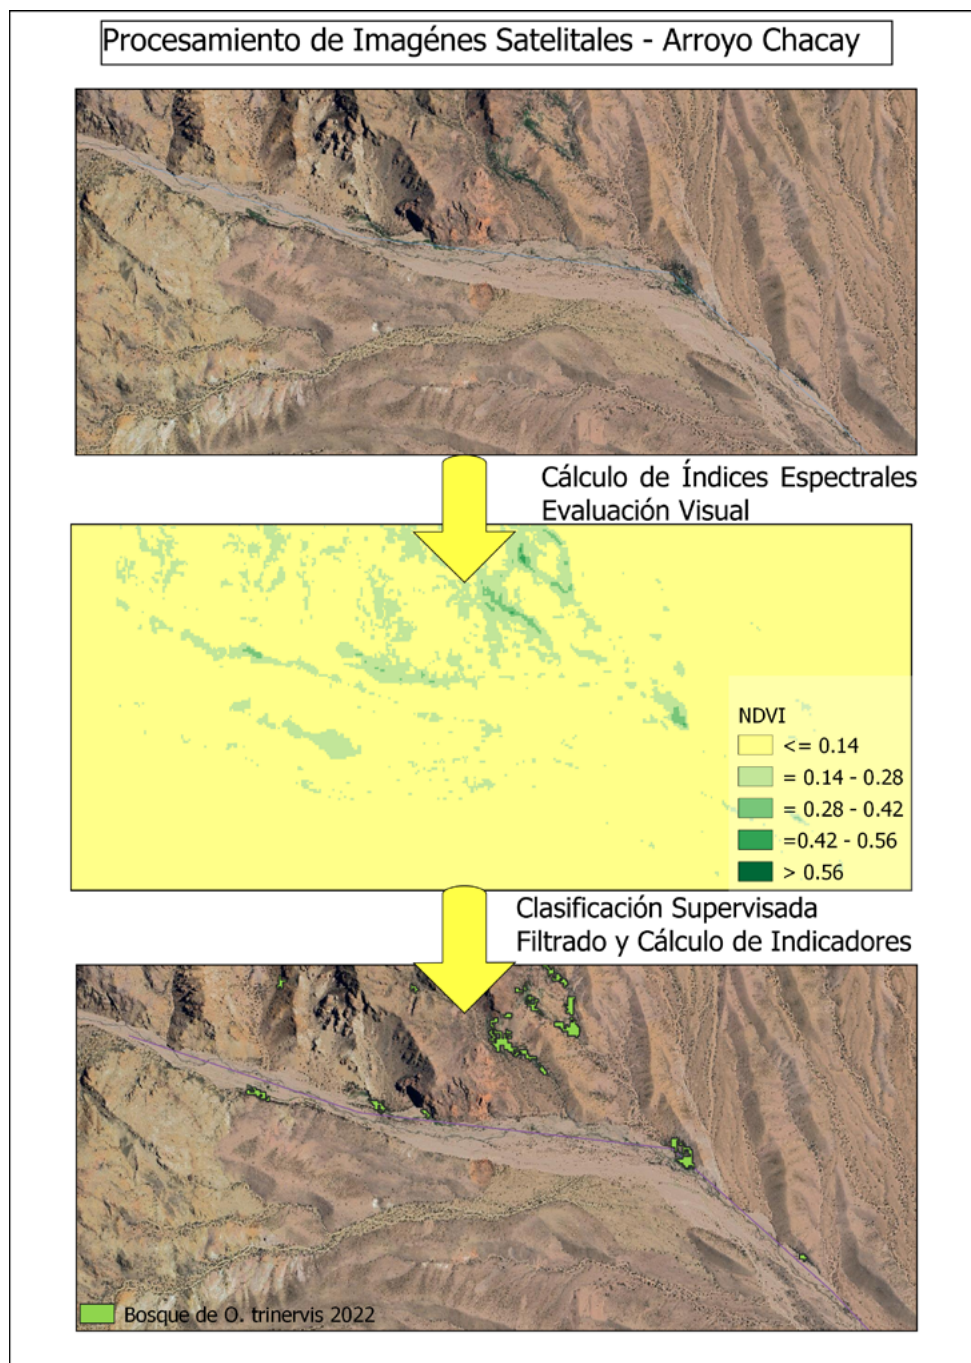 Procesamiento de Imagénes Satelitales - Arroyo Chacay
Cálculo de Índices Espectrales
Evaluación Visual
NDVI
<= 0.14
= 0.14 - 0.28
= 0.28 - 0.42
=0.42 - 0.56
> 0.56
Clasificación Supervisada
Filtrado y Cálculo de Indicadores
Bosque de O. trinervis 2022